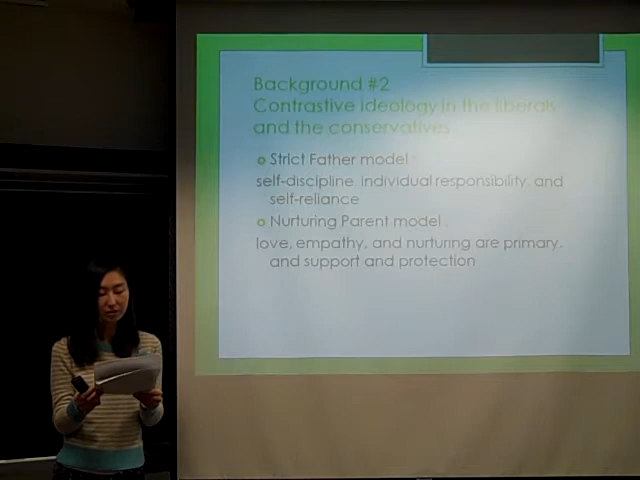 Background #2
Contrastive ideology in the liberals
and the conservatives
Strict Father model :
self-discipline, individual responsibility, and
self-reliance
Nurturing Parent model :
love, empathy, and nurturing are primary,
and support and protection